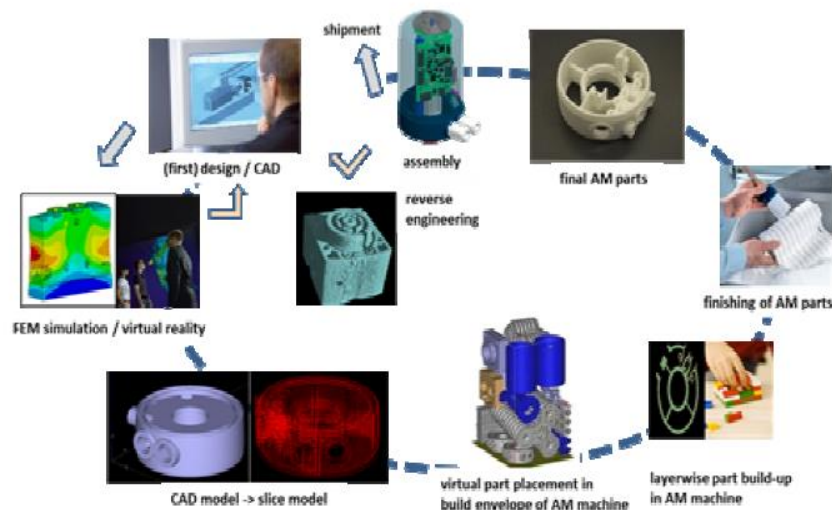 shipment
(first) design / CAD
assembly
final AM parts
reverse
engineering
finishing of AM parts
FEM simulation / virtual reality
CAD model -> slice model
virtual part placement in
build envelope of AM machine
layerwise part build-up
in AM machine